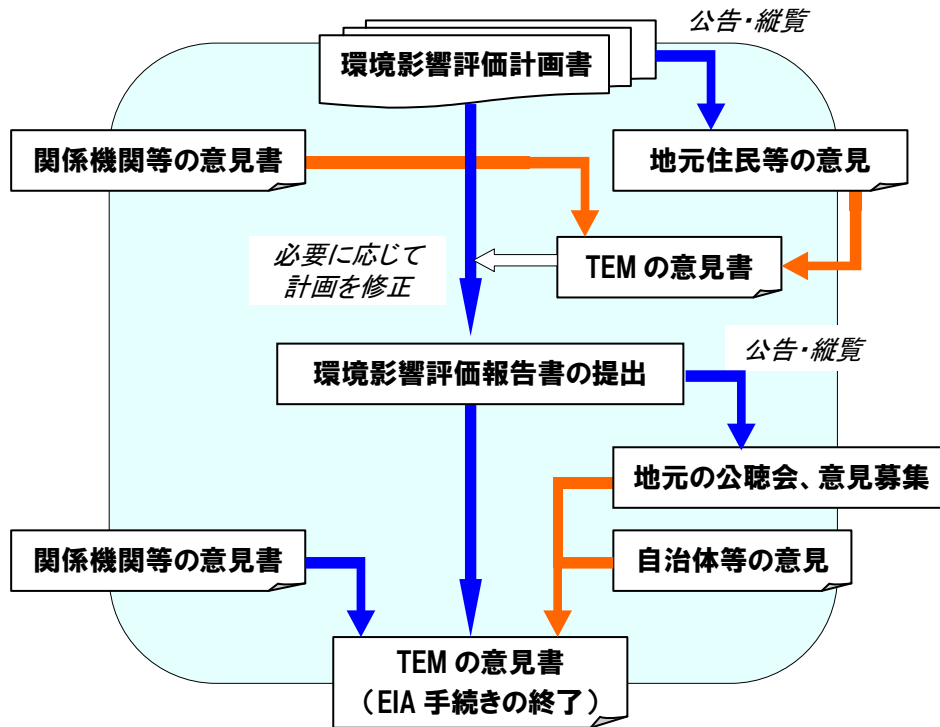 公告・縦覧
環境影響評価計画書
関係機関等の意見書
地元住民等の意見
必要に応じて
計画を修正
TEM の意見書
公告・縦覧
環境影響評価報告書の提出
地元の公聴会、意見募集
関係機関等の意見書
自治体等の意見
TEM の意見書
（EIA 手続きの終了）